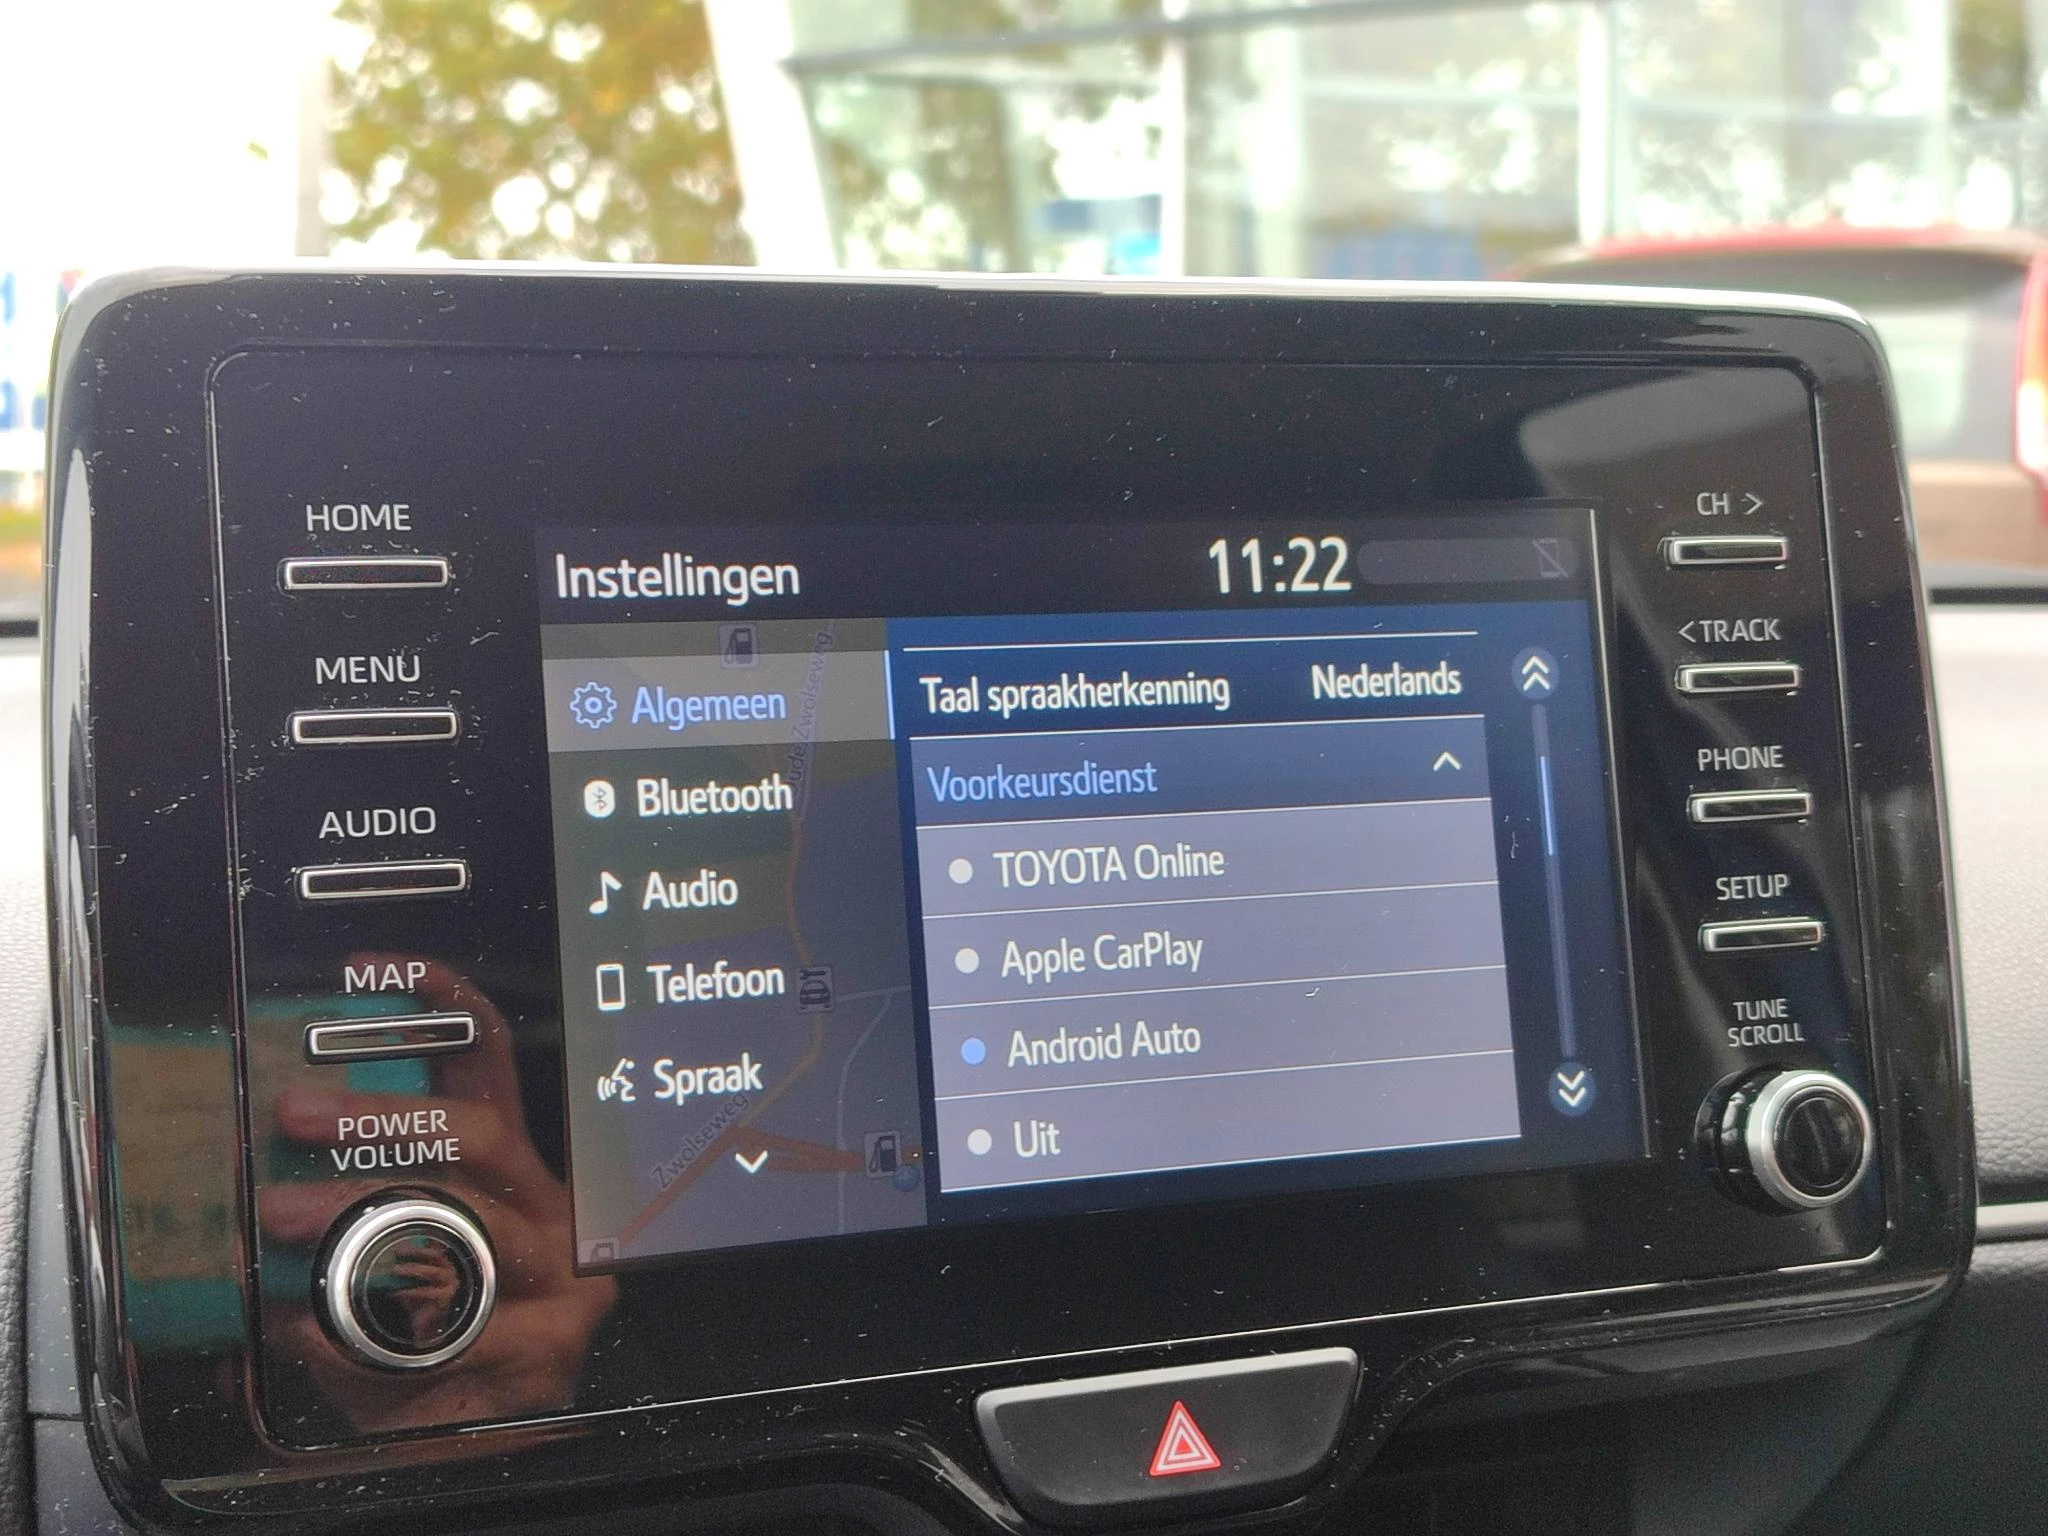 HOME
MENU
AUDIO
MAP
POWER
VOLUME
Instellingen
11:22
Algemeen
Bluetooth
Audio
Telefoon
Spraak
Zwolseweg
Taal spraakherkenning Nederlands
Voorkeursdienst
TOYOTA Online
Apple CarPlay
Android Auto
Uit
CH >
<TRACK
PHONE
SETUP
TUNE
SCROLL